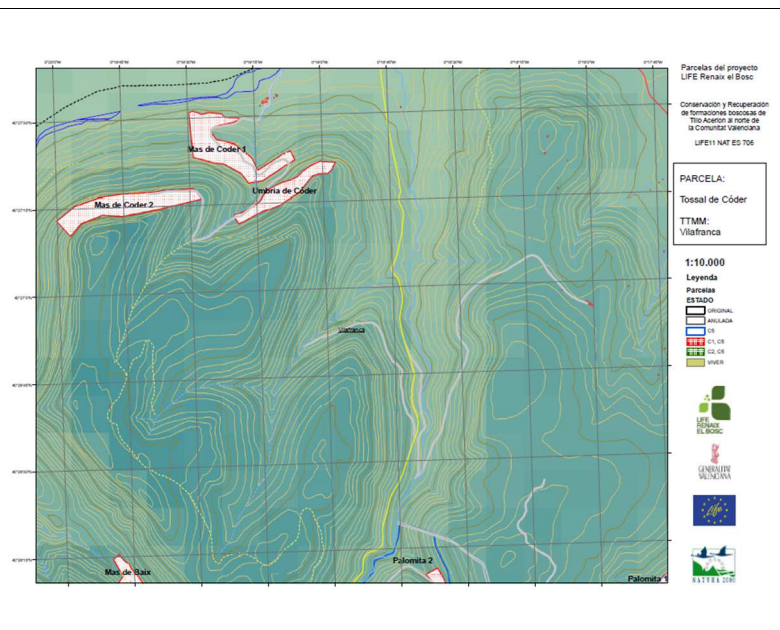 Parcelas del proyecto
LIFE Renaix el Bosc
Conservación y Recuperación
de formaciones boscosas de
Tilio Acerion al norte de
la Comunitat Valenciana
LIFE11 NAT ES 706
PARCELA:
Tossal de Códer
TTMM:
Vilafranca
1:10.000
Leyenda
Parcelas
ESTADO
ORIGINAL
ANULADA
C5
C1, C5
C2, C5
VIVER
LIFE
RENAIX
EL BOSC
GENERALITAT
VALENCIANA
Life
NATURA 2000
Mas de Coder 1
Umbria de Códer
Mas de Coder 2
Vilafranca
Mas de Baix
Palomita 2
Palomita 1